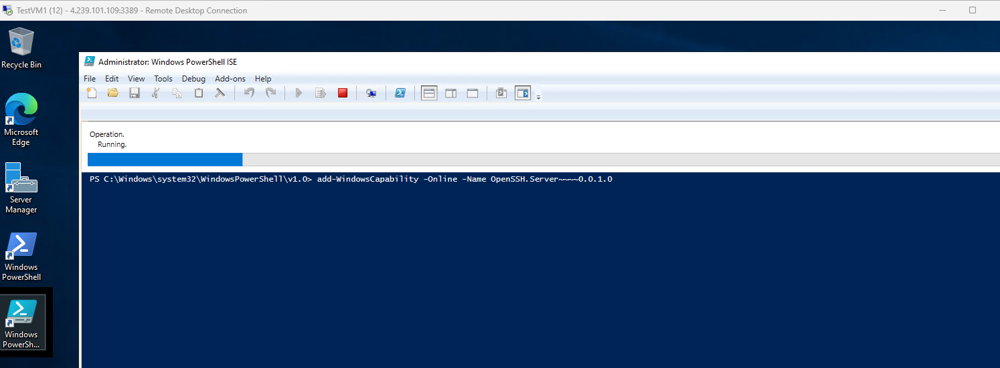 TestVM1 (12) - 4.239.101.109:3389 - Remote Desktop Connection
Recycle Bin
Microsoft
Edge
Server
Manager
Windows
PowerShell
Windows
PowerSh...
Administrator: Windows PowerShell ISE
File Edit View Tools Debug Add-ons Help
Operation.
Running.
PS C:\Windows\system32\WindowsPowerShell\v1.0> add-WindowsCapability -Online -Name OpenSSH.Server~~~~0.0.1.0